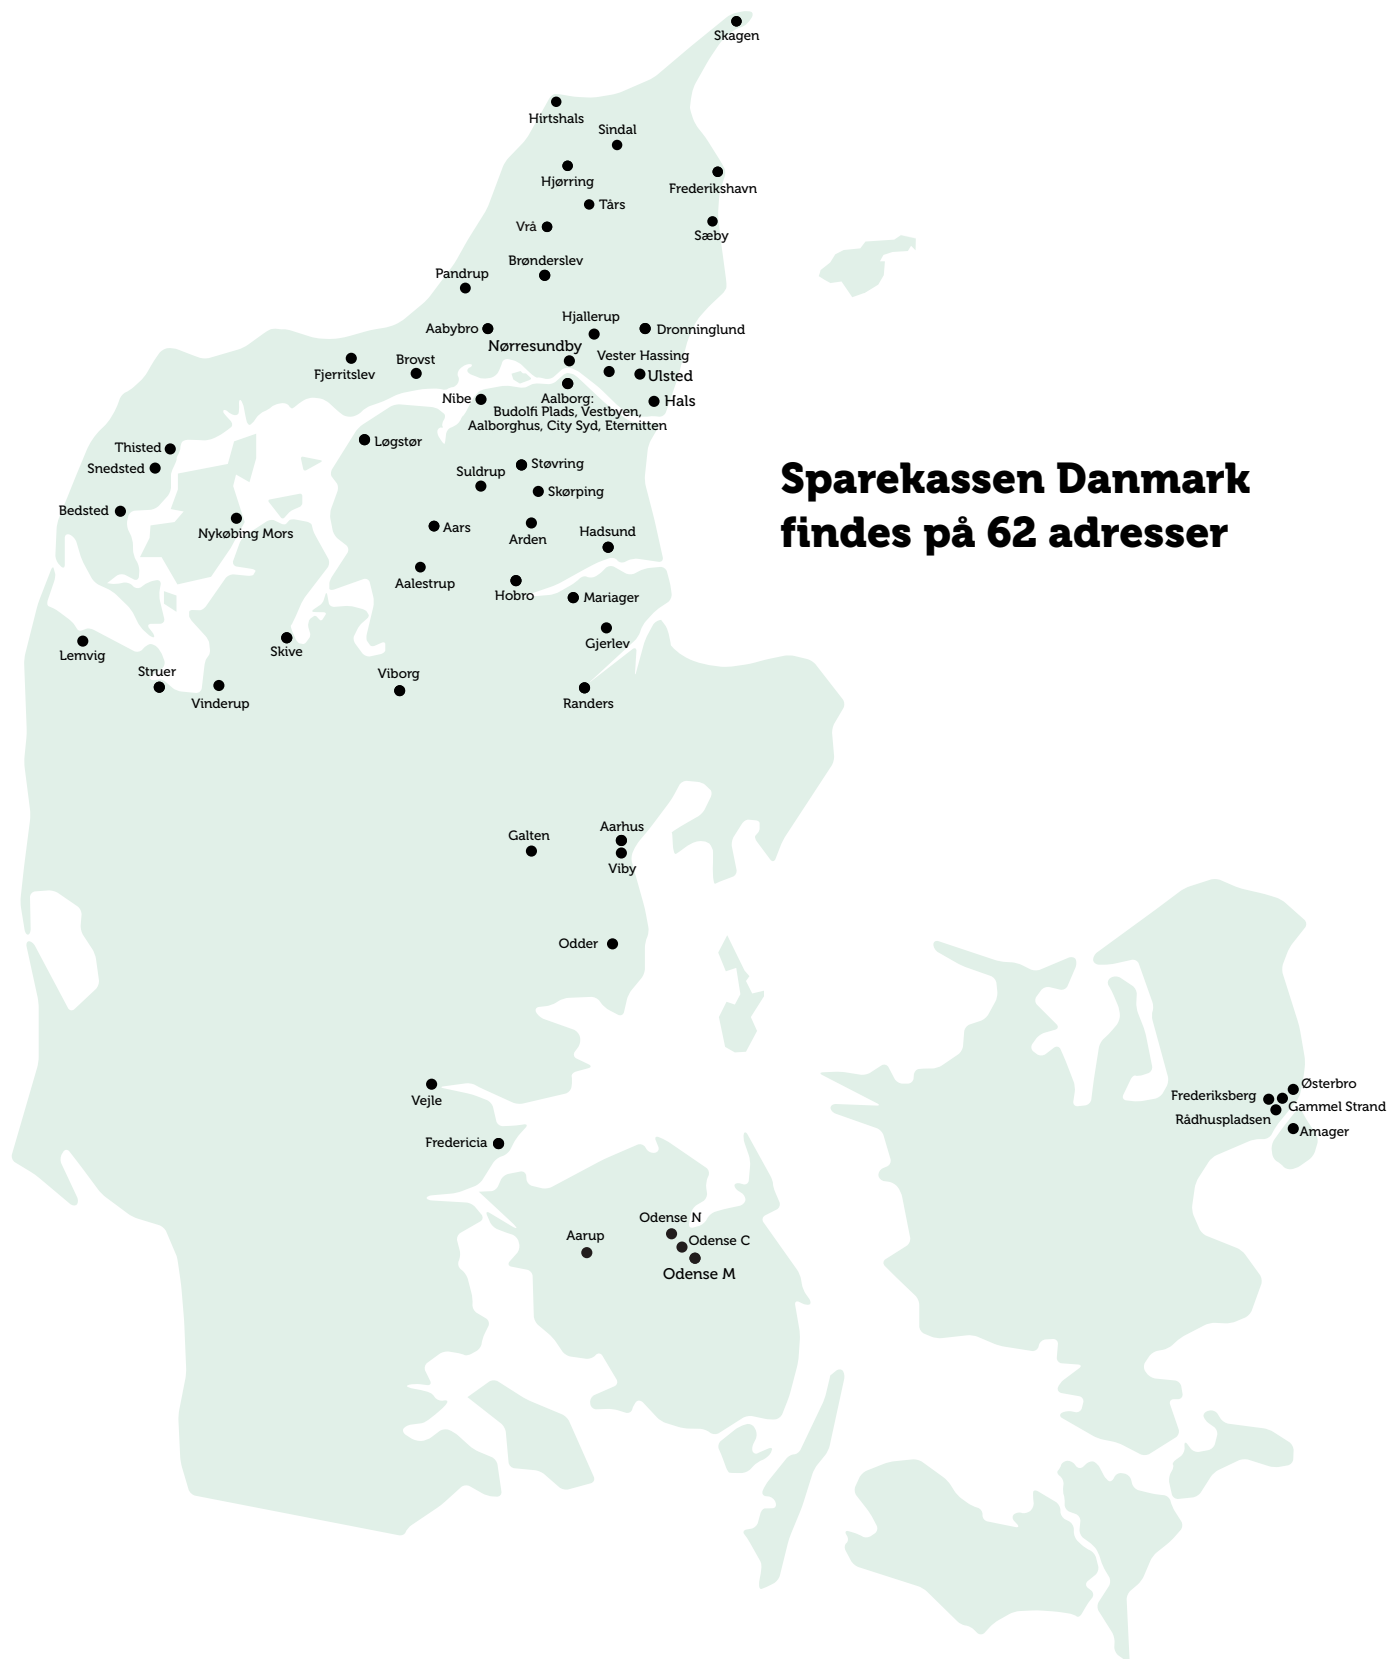 Skagen
Hirtshals
Sindal
Hjørring
Frederikshavn
Tårs
Vrå
Sæby
Brønderslev
Pandrup
Hjallerup
Aabybro
Dronninglund
Nørresundby
Vester Hassing
Brovst
Fjerritslev
Ulsted
Nibe
Aalborg:
Budolfi Plads, Vestbyen,
Aalborghus, City Syd, Eternitten
Hals
Løgstør
Thisted
Snedsted
Støvring
Suldrup
Skørping
Sparekassen Danmark
findes på 62 adresser
Bedsted
Nykøbing Mors
Aars
Arden
Hadsund
Aalestrup
Hobro
Mariager
Gjerlev
Lemvig
Skive
Struer
Viborg
Vinderup
Randers
Galten
Aarhus
Viby
Odder
Østerbro
Frederiksberg
Gammel Strand
Rådhuspladsen
Amager
Vejle
Fredericia
Odense N
Aarup
Odense C
Odense M